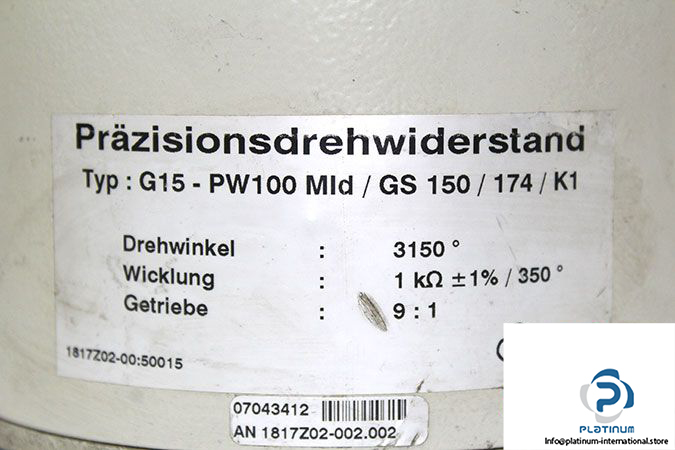 Präzisionsdrehwiderstand
Typ : G15 - PW100 Mld / GS 150 / 174 / K1
Drehwinkel : 3150 °
Wicklung : 1 kΩ ±1% / 350 °
Getriebe : 9 : 1
1817Z02-00:50015
07043412
AN 1817Z02-002.002
PLATINUM
Info@platinum-international.store